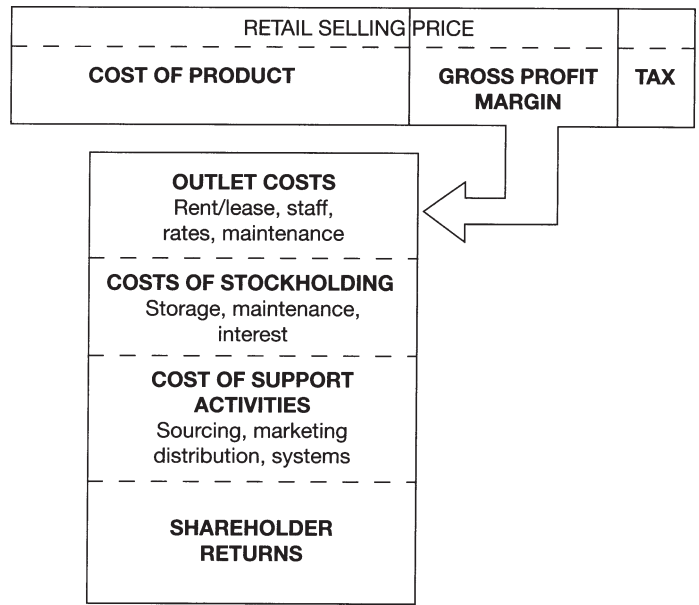 RETAIL SELLING PRICE
COST OF PRODUCT
GROSS PROFIT
MARGIN
TAX
OUTLET COSTS
Rent/lease, staff,
rates, maintenance
COSTS OF STOCKHOLDING
Storage, maintenance,
interest
COST OF SUPPORT
ACTIVITIES
Sourcing, marketing
distribution, systems
SHAREHOLDER
RETURNS